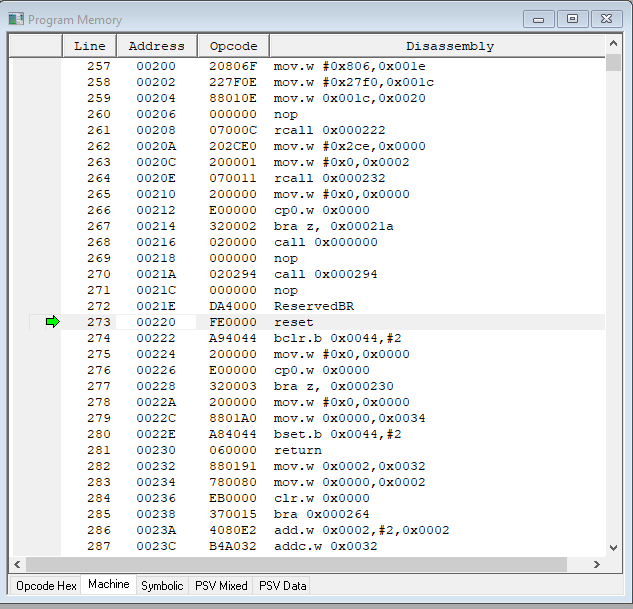 Program Memory
Line Address Opcode Disassembly
257 00200 20806F mov.w #0x806,0x001e
258 00202 227F0E mov.w #0x27f0,0x001c
259 00204 88010E mov.w 0x001c,0x0020
260 00206 000000 nop
261 00208 07000C rcall 0x000222
262 0020A 202CE0 mov.w #0x2ce,0x0000
263 0020C 200001 mov.w #0x0,0x0002
264 0020E 070011 rcall 0x000232
265 00210 200000 mov.w #0x0,0x0000
266 00212 E00000 cp0.w 0x0000
267 00214 320002 bra z, 0x00021a
268 00216 020000 call 0x000000
269 00218 000000 nop
270 0021A 020294 call 0x000294
271 0021C 000000 nop
272 0021E DA4000 ReservedBR
273 00220 FE0000 reset
274 00222 A94044 bclr.b 0x0044,#2
275 00224 200000 mov.w #0x0,0x0000
276 00226 E00000 cp0.w 0x0000
277 00228 320003 bra z, 0x000230
278 0022A 200000 mov.w #0x0,0x0000
279 0022C 8801A0 mov.w 0x0000,0x0034
280 0022E A84044 bset.b 0x0044,#2
281 00230 060000 return
282 00232 880191 mov.w 0x0002,0x0032
283 00234 780080 mov.w 0x0000,0x0002
284 00236 EB0000 clr.w 0x0000
285 00238 370015 bra 0x000264
286 0023A 4080E2 add.w 0x0002,#2,0x0002
287 0023C B4A032 addc.w 0x0032
Opcode Hex Machine Symbolic PSV Mixed PSV Data